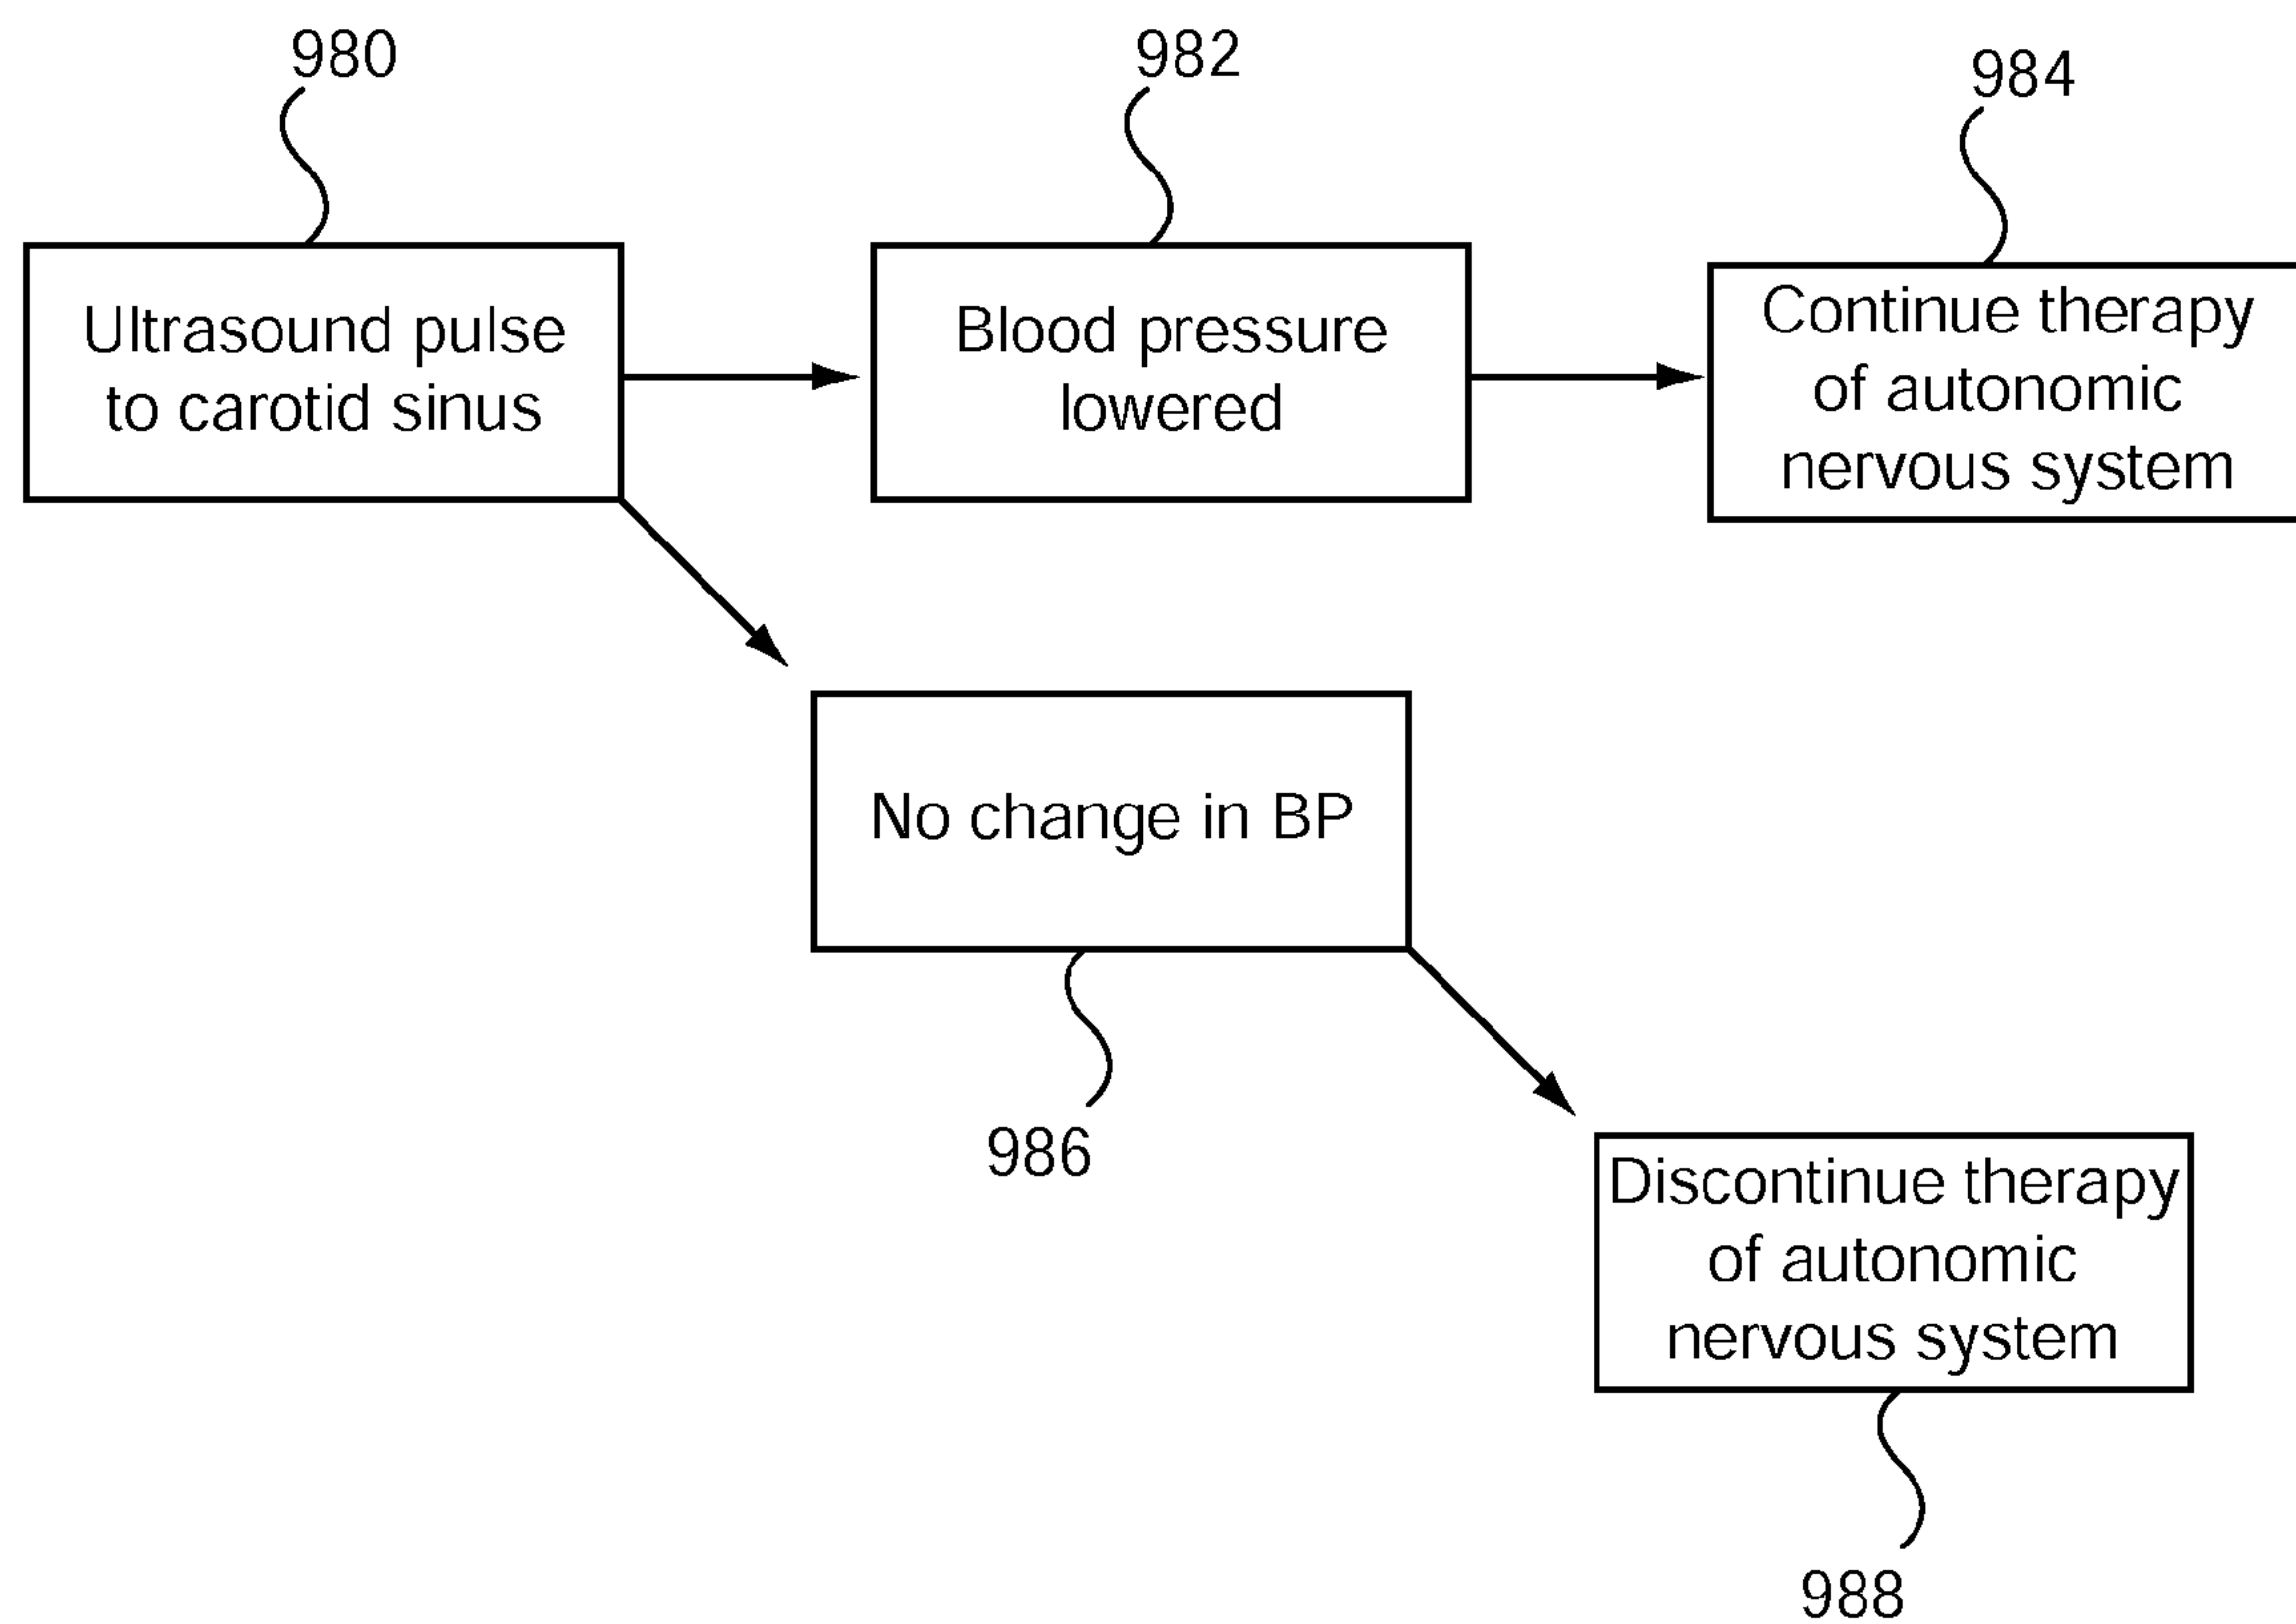 980
982
984
Ultrasound pulse
to carotid sinus
Blood pressure
lowered
Continue therapy
of autonomic
nervous system
No change in BP
986
Discontinue therapy
of autonomic
nervous system
988